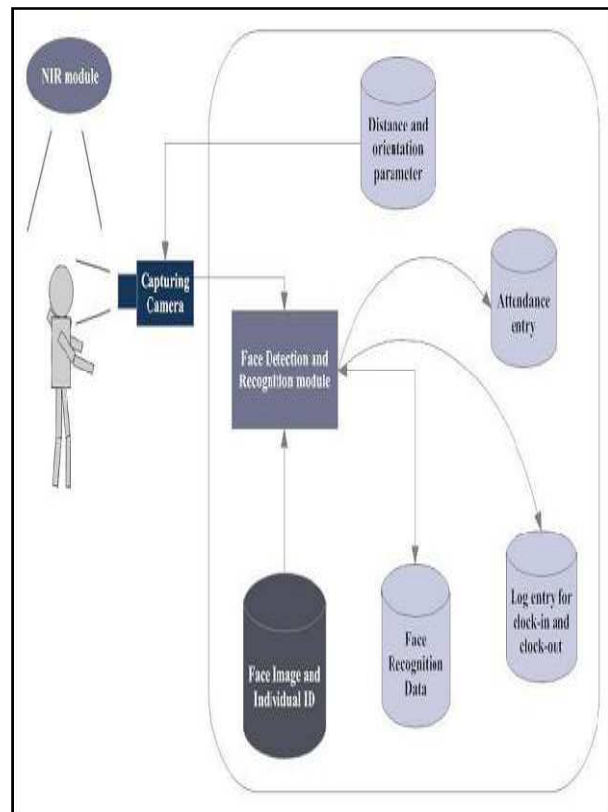 NIR module
Distance and
orientation
parameter
Capturing
Camera
Attendance
entry
Face Detection and
Recognition module
Log entry for
clock-in and
clock-out
Face
Recognition
Data
Face Image and
Individual ID